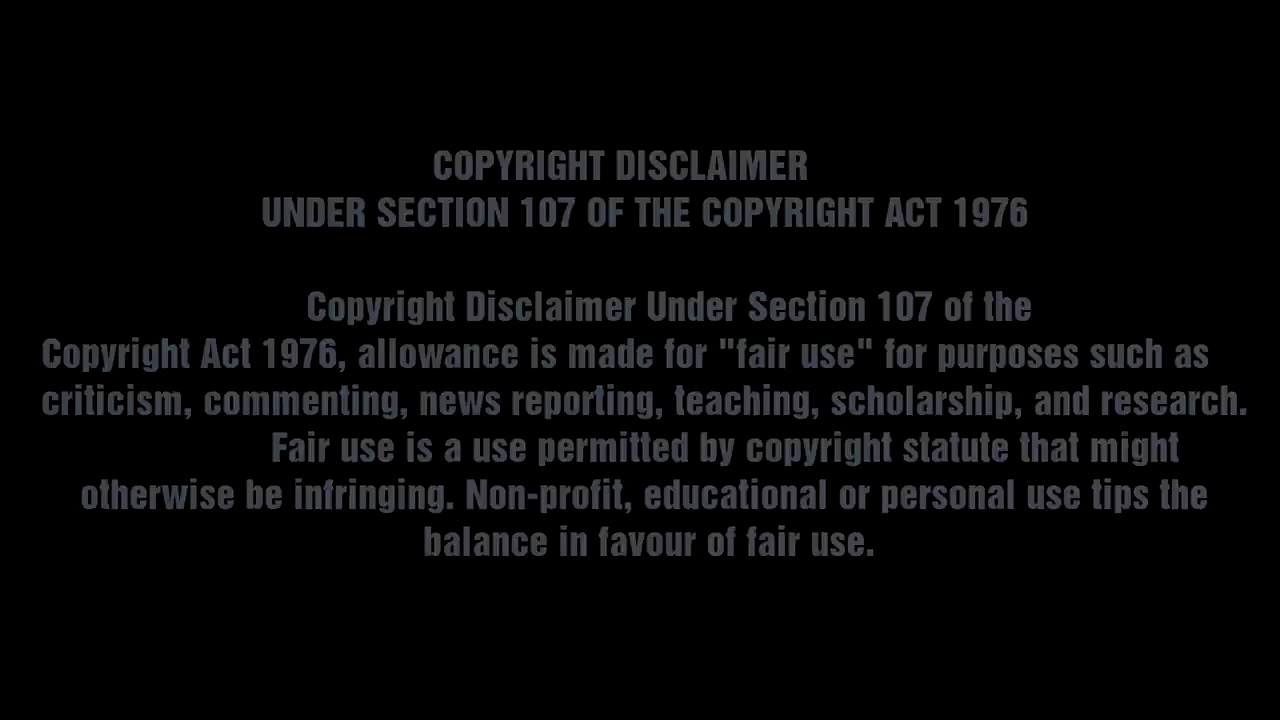 COPYRIGHT DISCLAIMER
UNDER SECTION 107 OF THE COPYRIGHT ACT 1976
Copyright Disclaimer Under Section 107 of the
Copyright Act 1976, allowance is made for "fair use" for purposes such as
criticism, commenting, news reporting, teaching, scholarship, and research.
Fair use is a use permitted by copyright statute that might
otherwise be infringing. Non-profit, educational or personal use tips the
balance in favour of fair use.